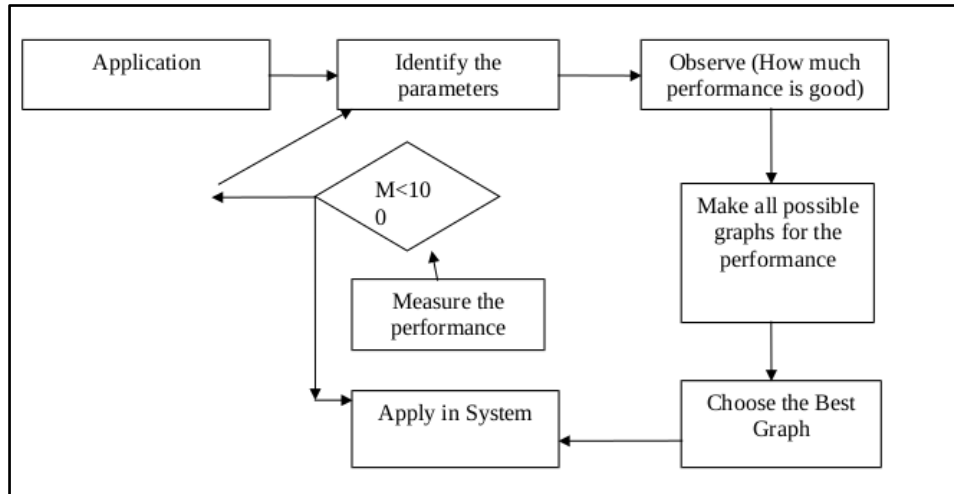 Application
Identify the
parameters
Observe (How much
performance is good)
M<10
0
Make all possible
graphs for the
performance
Measure the
performance
Apply in System
Choose the Best
Graph